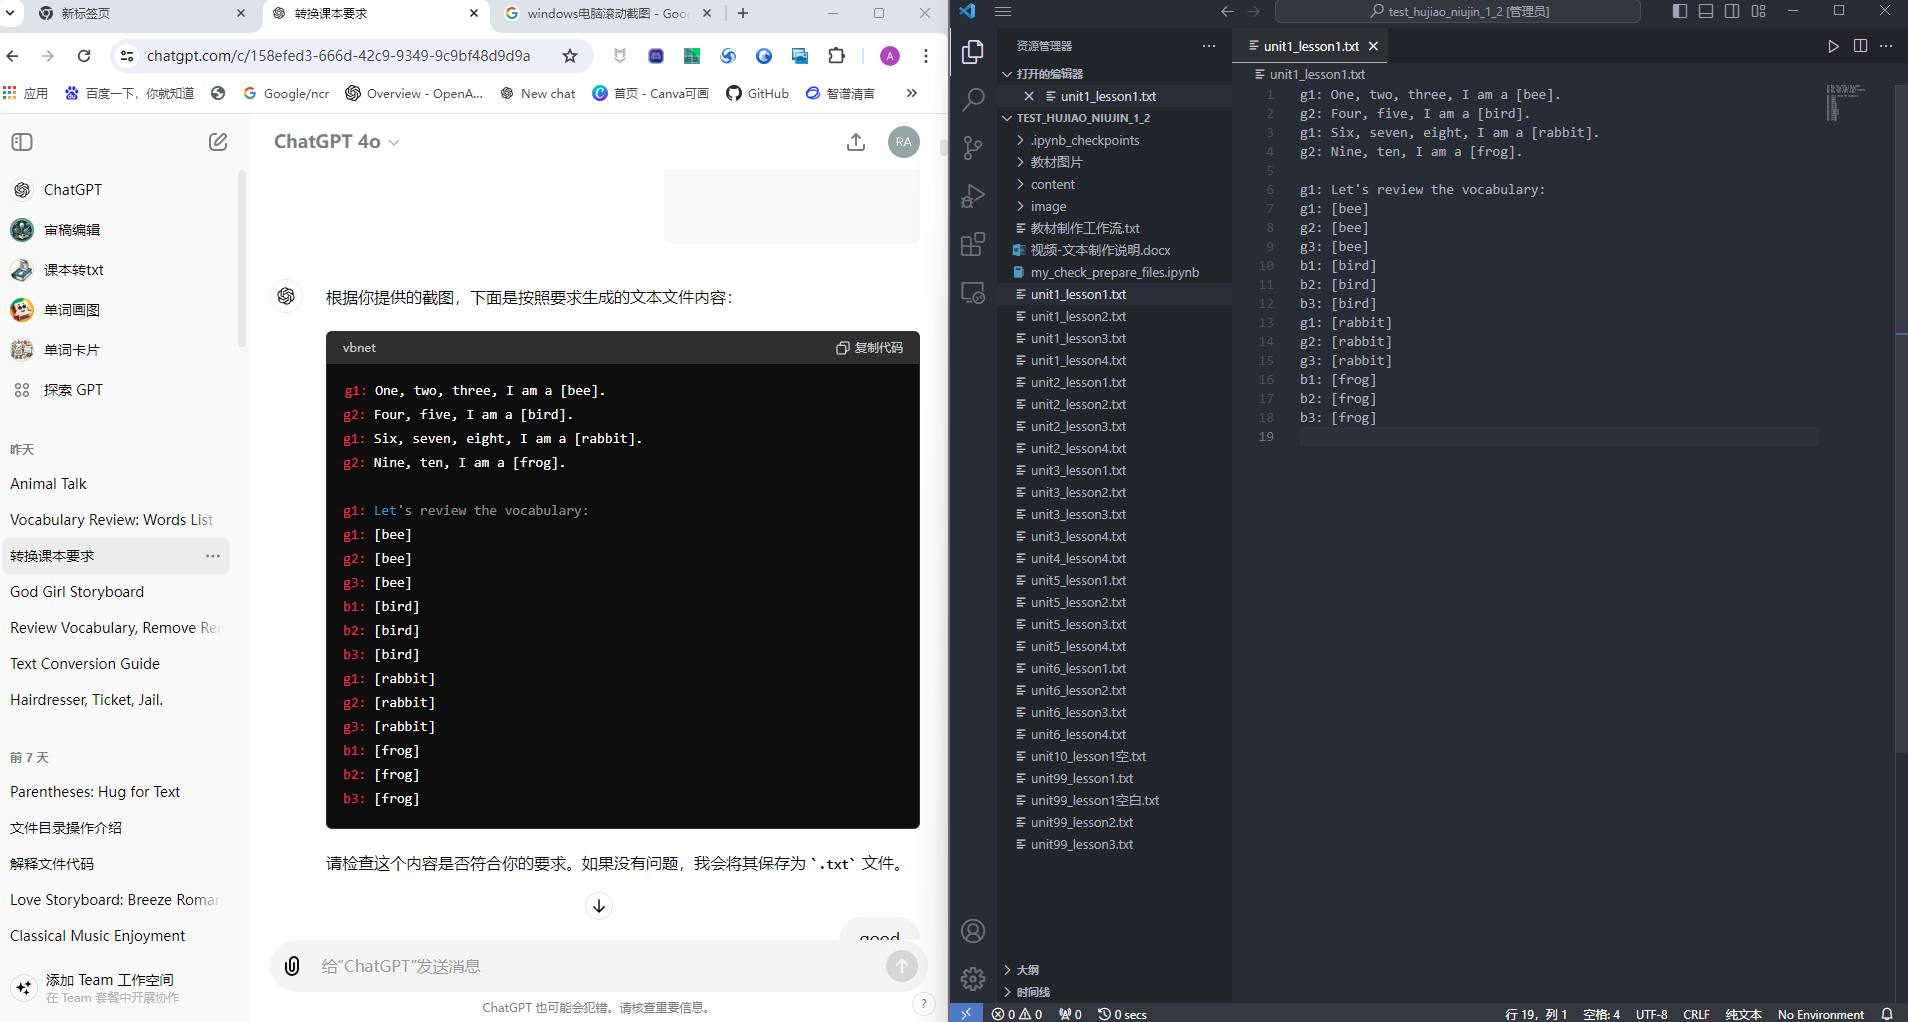 新标签页
转换课本要求
windows电脑滚动截图 - Goo
chatgpt.com/c/158efed3-666d-42c9-9349-9c9bf48d9d9a
A
应用
百度一下，你就知道
Google/ncr
Overview - OpenA...
New chat
首页 - Canva可画
GitHub
智谱清言
ChatGPT
审稿编辑
课本转txt
单词画图
单词卡片
探索 GPT
昨天
Animal Talk
Vocabulary Review: Words List
转换课本要求
God Girl Storyboard
Review Vocabulary, Remove Re
Text Conversion Guide
Hairdresser, Ticket, Jail.
前 7 天
Parentheses: Hug for Text
文件目录操作介绍
解释文件代码
Love Storyboard: Breeze Roman
Classical Music Enjoyment
添加 Team 工作空间
在 Team 套餐中开展协作
ChatGPT 4o
RA
根据你提供的截图，下面是按照要求生成的文本文件内容：
vbnet
复制代码
g1: One, two, three, I am a [bee].
g2: Four, five, I am a [bird].
g1: Six, seven, eight, I am a [rabbit].
g2: Nine, ten, I am a [frog].
g1: Let's review the vocabulary:
g1: [bee]
g2: [bee]
g3: [bee]
b1: [bird]
b2: [bird]
b3: [bird]
g1: [rabbit]
g2: [rabbit]
g3: [rabbit]
b1: [frog]
b2: [frog]
b3: [frog]
请检查这个内容是否符合你的要求。如果没有问题，我会将其保存为 `.txt` 文件。
good
给“ChatGPT”发送消息
ChatGPT 也可能会犯错。请核查重要信息。
?
test_hujiao_niujin_1_2 [管理员]
资源管理器
打开的编辑器
unit1_lesson1.txt
TEST_HUJIAO_NIUJIN_1_2
.ipynb_checkpoints
教材图片
content
image
教材制作工作流.txt
视频-文本制作说明.docx
my_check_prepare_files.ipynb
unit1_lesson1.txt
unit1_lesson2.txt
unit1_lesson3.txt
unit1_lesson4.txt
unit2_lesson1.txt
unit2_lesson2.txt
unit2_lesson3.txt
unit2_lesson4.txt
unit3_lesson1.txt
unit3_lesson2.txt
unit3_lesson3.txt
unit3_lesson4.txt
unit4_lesson4.txt
unit5_lesson1.txt
unit5_lesson2.txt
unit5_lesson3.txt
unit5_lesson4.txt
unit6_lesson1.txt
unit6_lesson2.txt
unit6_lesson3.txt
unit6_lesson4.txt
unit10_lesson1空.txt
unit99_lesson1.txt
unit99_lesson1空白.txt
unit99_lesson2.txt
unit99_lesson3.txt
大纲
时间线
unit1_lesson1.txt
unit1_lesson1.txt
1 g1: One, two, three, I am a [bee].
2 g2: Four, five, I am a [bird].
3 g1: Six, seven, eight, I am a [rabbit].
4 g2: Nine, ten, I am a [frog].
5
6 g1: Let's review the vocabulary:
7 g1: [bee]
8 g2: [bee]
9 g3: [bee]
10 b1: [bird]
11 b2: [bird]
12 b3: [bird]
13 g1: [rabbit]
14 g2: [rabbit]
15 g3: [rabbit]
16 b1: [frog]
17 b2: [frog]
18 b3: [frog]
19
0 0 0 0 secs
行 19，列 1 空格: 4 UTF-8 CRLF 纯文本 No Environment